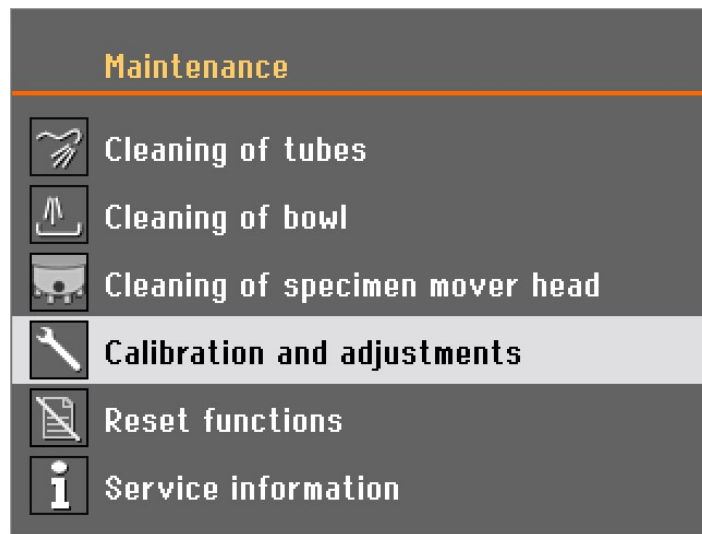 Maintenance
Cleaning of tubes
Cleaning of bowl
Cleaning of specimen mover head
Calibration and adjustments
Reset functions
Service information